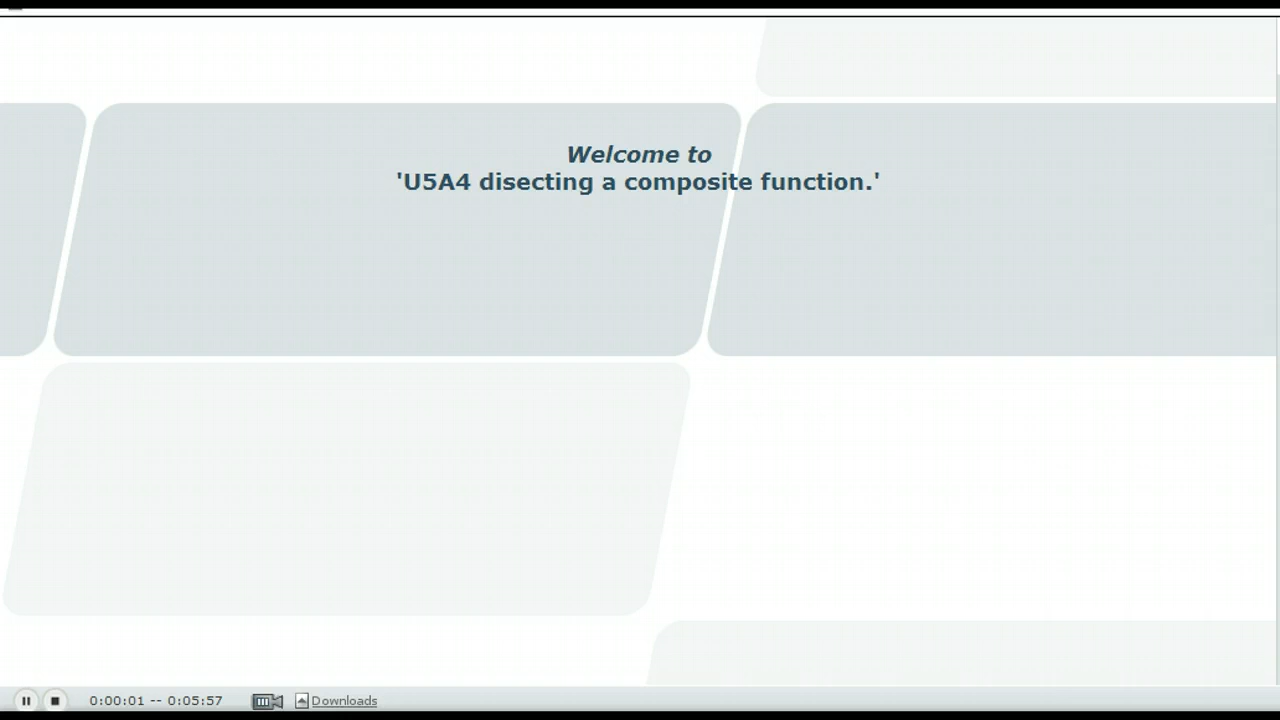 Welcome to
'U5A4 disecting a composite function.'
0:00:01 -- 0:05:57
Downloads